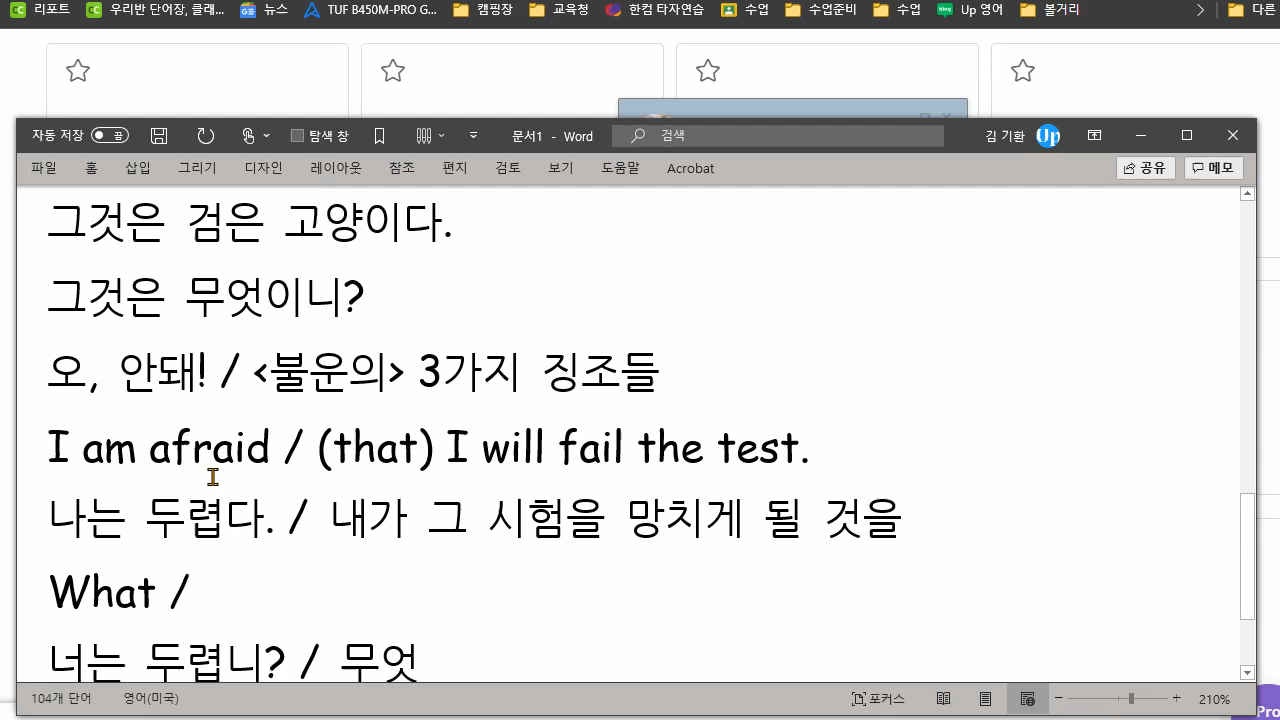 리포트 우리반 단어장, 클래... 뉴스 TUF B450M-PRO G... 캠핑장 교육청 한컴 타자연습 수업 수업준비 수업 Up 영어 볼거리 다른
자동 저장 끔 탐색 창 문서1 - Word 검색 김 기환 Up
파일 홈 삽입 그리기 디자인 레이아웃 참조 편지 검토 보기 도움말 Acrobat 공유 메모
그것은 검은 고양이다.
그것은 무엇이니?
오, 안돼! / <불운의> 3가지 징조들
I am afraid / (that) I will fail the test.
나는 두렵다. / 내가 그 시험을 망치게 될 것을
What /
너는 두렵니? / 무엇
104개 단어 영어(미국) 포커스 210%
Pro